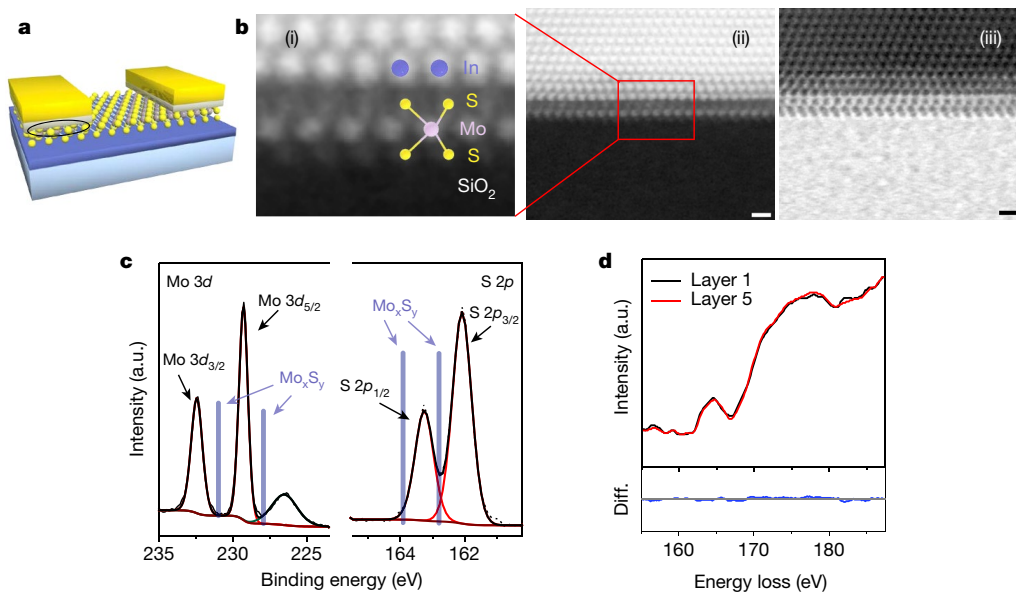 a
b
(i)
In
S
S
Mo
S
SiO₂
(ii)
(iii)
c
Mo 3d
S 2p
Mo 3d₅/₂
Mo 3d₃/₂
MoₓSᵧ
MoₓSᵧ
S 2p₃/₂
S 2p₁/₂
Intensity (a.u.)
235 230 225 164 162
Binding energy (eV)
d
Layer 1
Layer 5
Intensity (a.u.)
Diff.
160 170 180
Energy loss (eV)